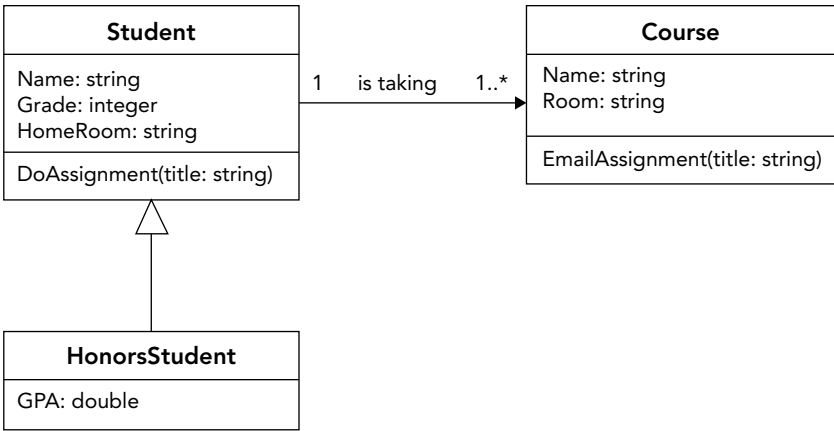 Student
Name: string
Grade: integer
HomeRoom: string
DoAssignment(title: string)
1 is taking 1..*
Course
Name: string
Room: string
EmailAssignment(title: string)
HonorsStudent
GPA: double